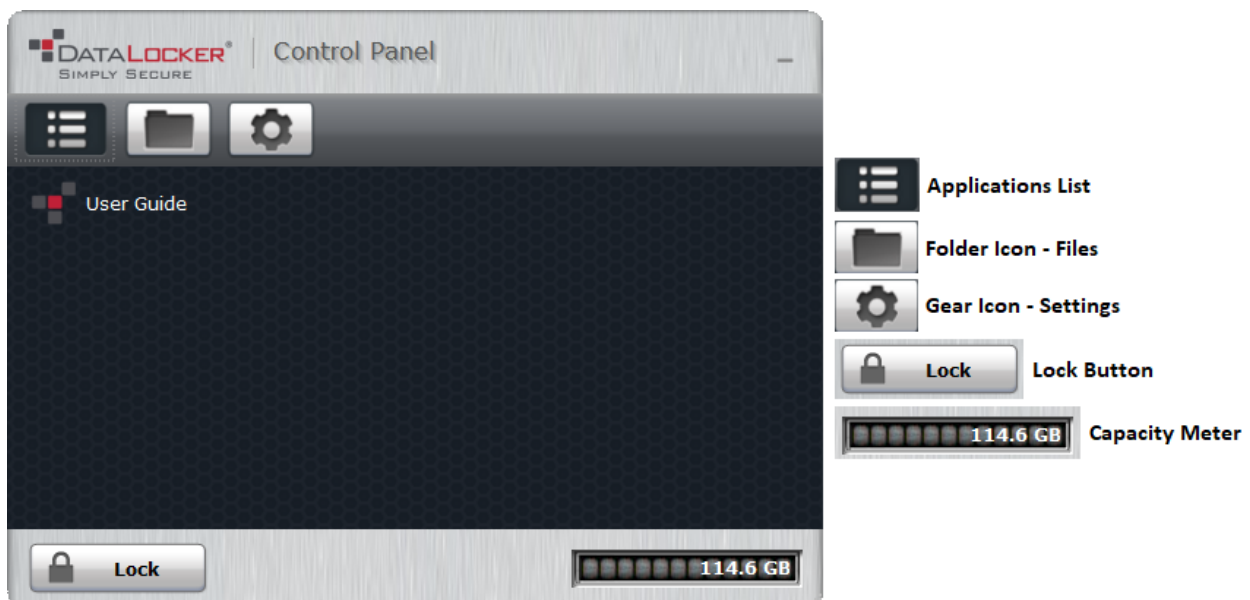 DATALOCKER®
SIMPLY SECURE
Control Panel
User Guide
Lock
114.6 GB
Applications List
Folder Icon - Files
Gear Icon - Settings
Lock
Lock Button
114.6 GB
Capacity Meter